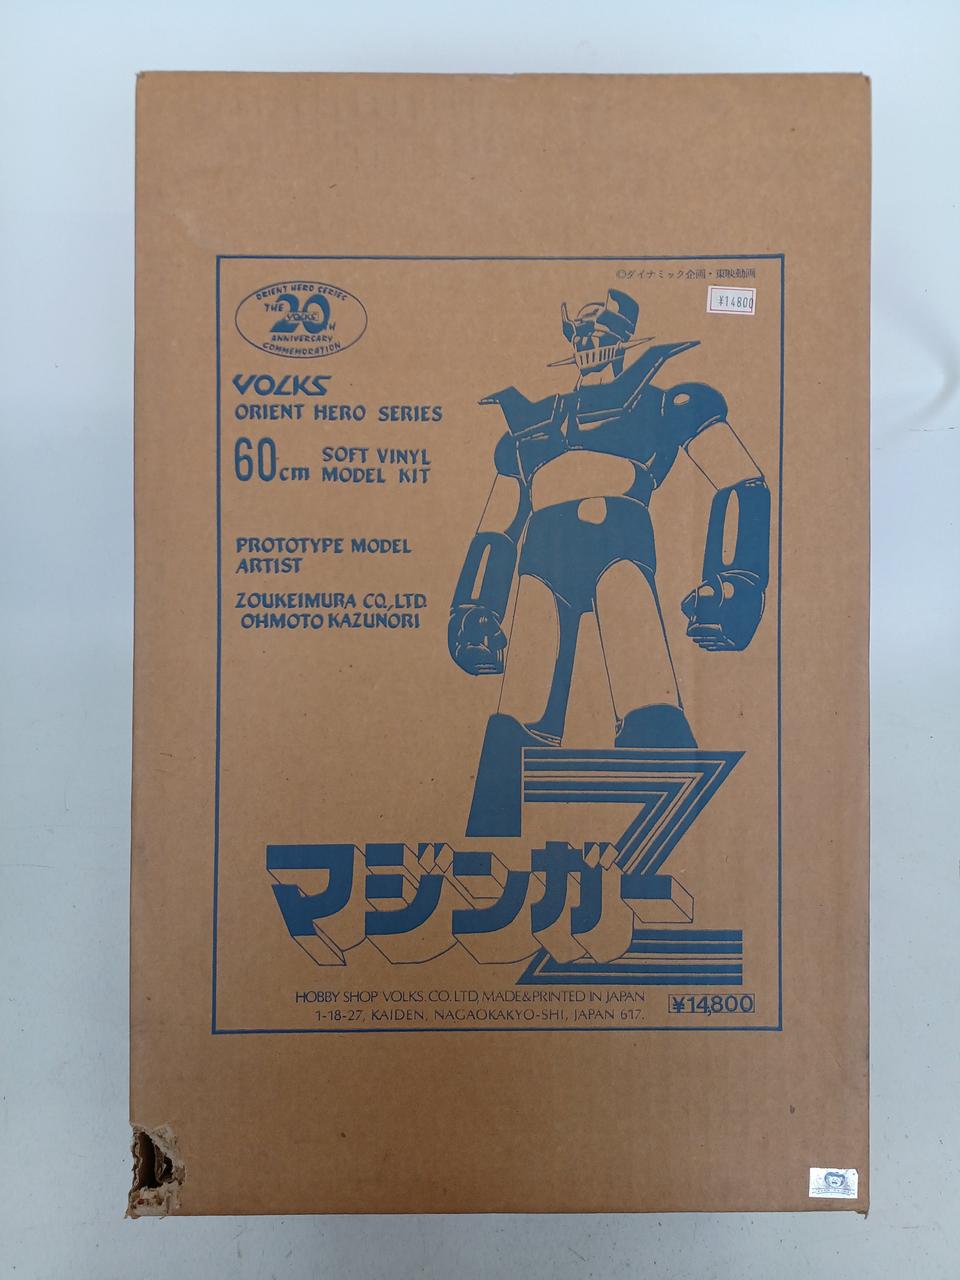 ©ダイナミック企画・東映動画
¥14800
ORIENT HERO SERIES
THE 20TH
VOLKS
ANNIVERSARY
COMMEMORATION
VOLKS
ORIENT HERO SERIES
60cm SOFT VINYL
MODEL KIT
PROTOTYPE MODEL
ARTIST
ZOUKEIMURA CO.,LTD.
OHMOTO KAZUNORI
マジンガーZ
HOBBY SHOP VOLKS. CO. LTD, MADE&PRINTED IN JAPAN
¥14,800
1-18-27, KAIDEN, NAGAOKAKYO-SHI, JAPAN 617.